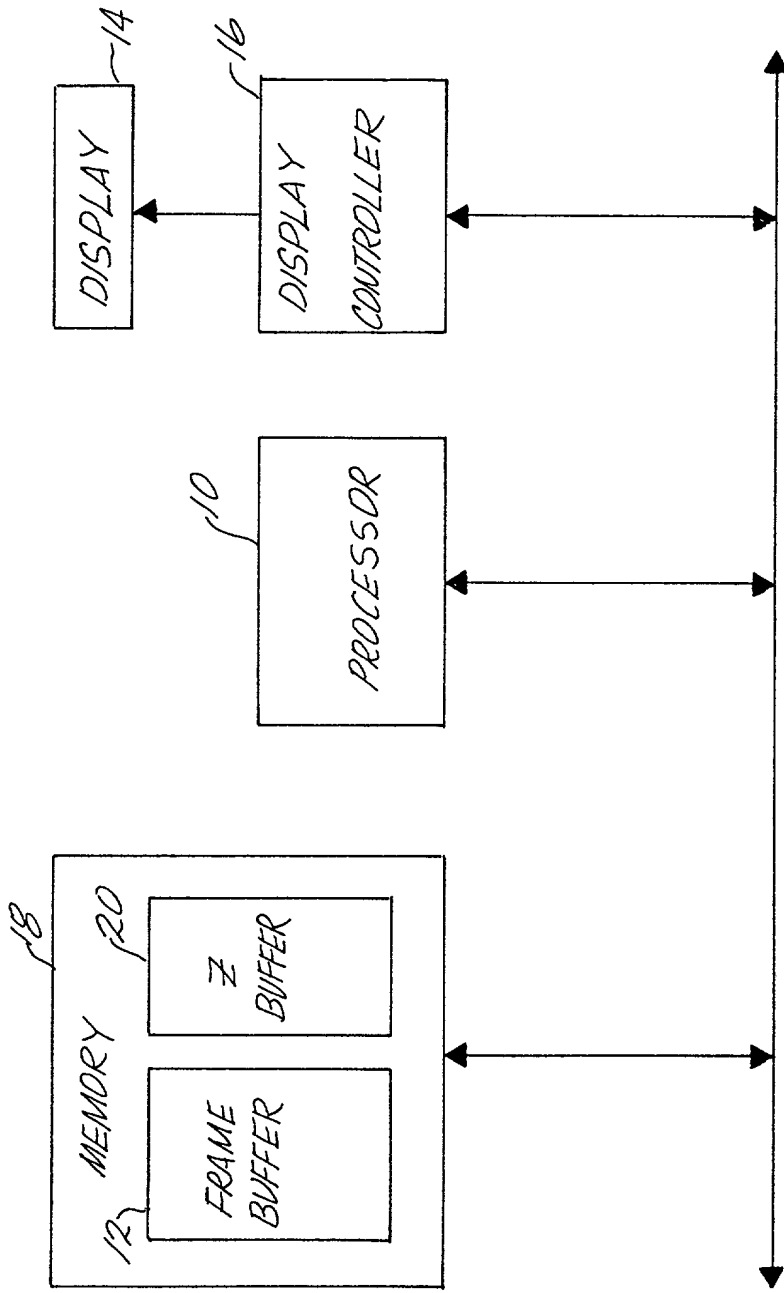 18
MEMORY
12
FRAME
BUFFER
20
Z
BUFFER
10
PROCESSOR
14
DISPLAY
16
DISPLAY
CONTROLLER